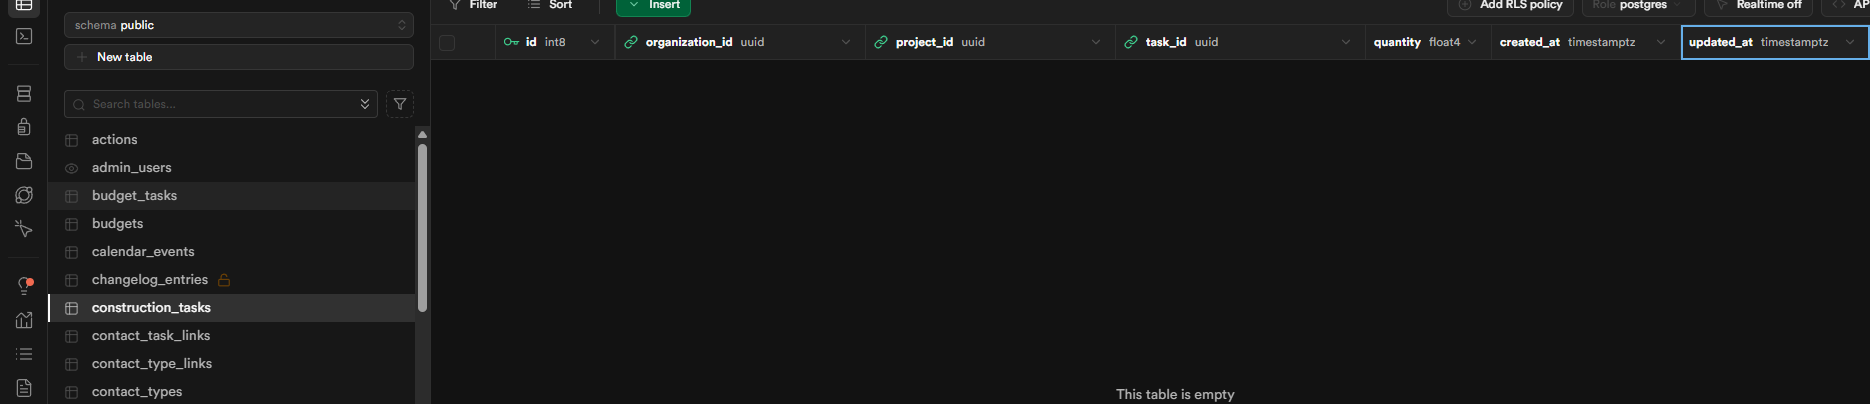 Filter Sort Insert Add RLS policy Role postgres Realtime off AP
schema public
New table
id int8 organization_id uuid project_id uuid task_id uuid quantity float4 created_at timestamptz updated_at timestamptz
Search tables...
actions
admin_users
budget_tasks
budgets
calendar_events
changelog_entries
construction_tasks
contact_task_links
contact_type_links
contact_types
This table is empty